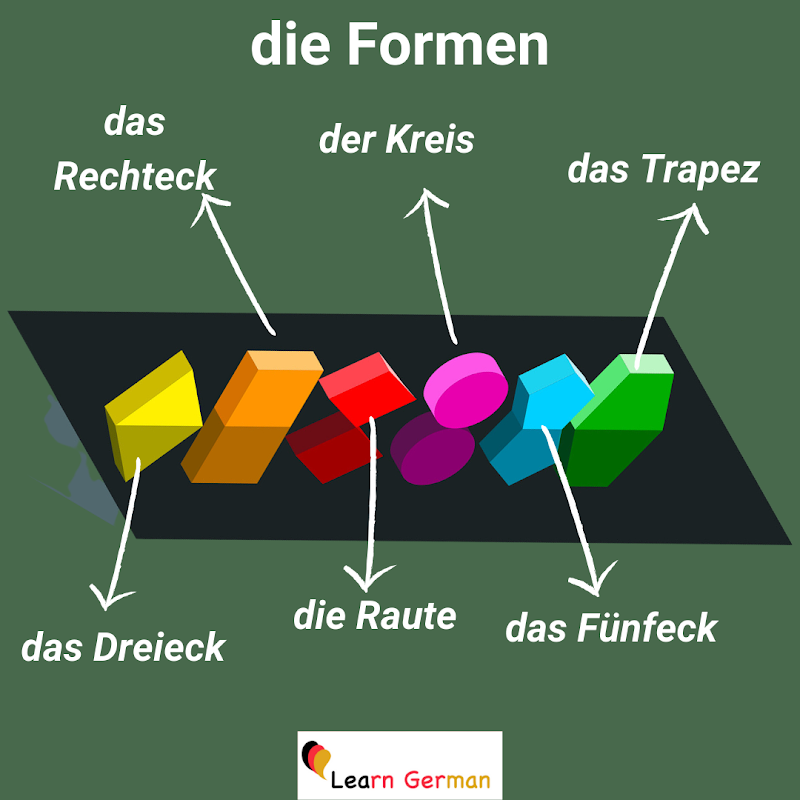 die Formen
das
Rechteck
der Kreis
das Trapez
das Dreieck
die Raute
das Fünfeck
Learn German